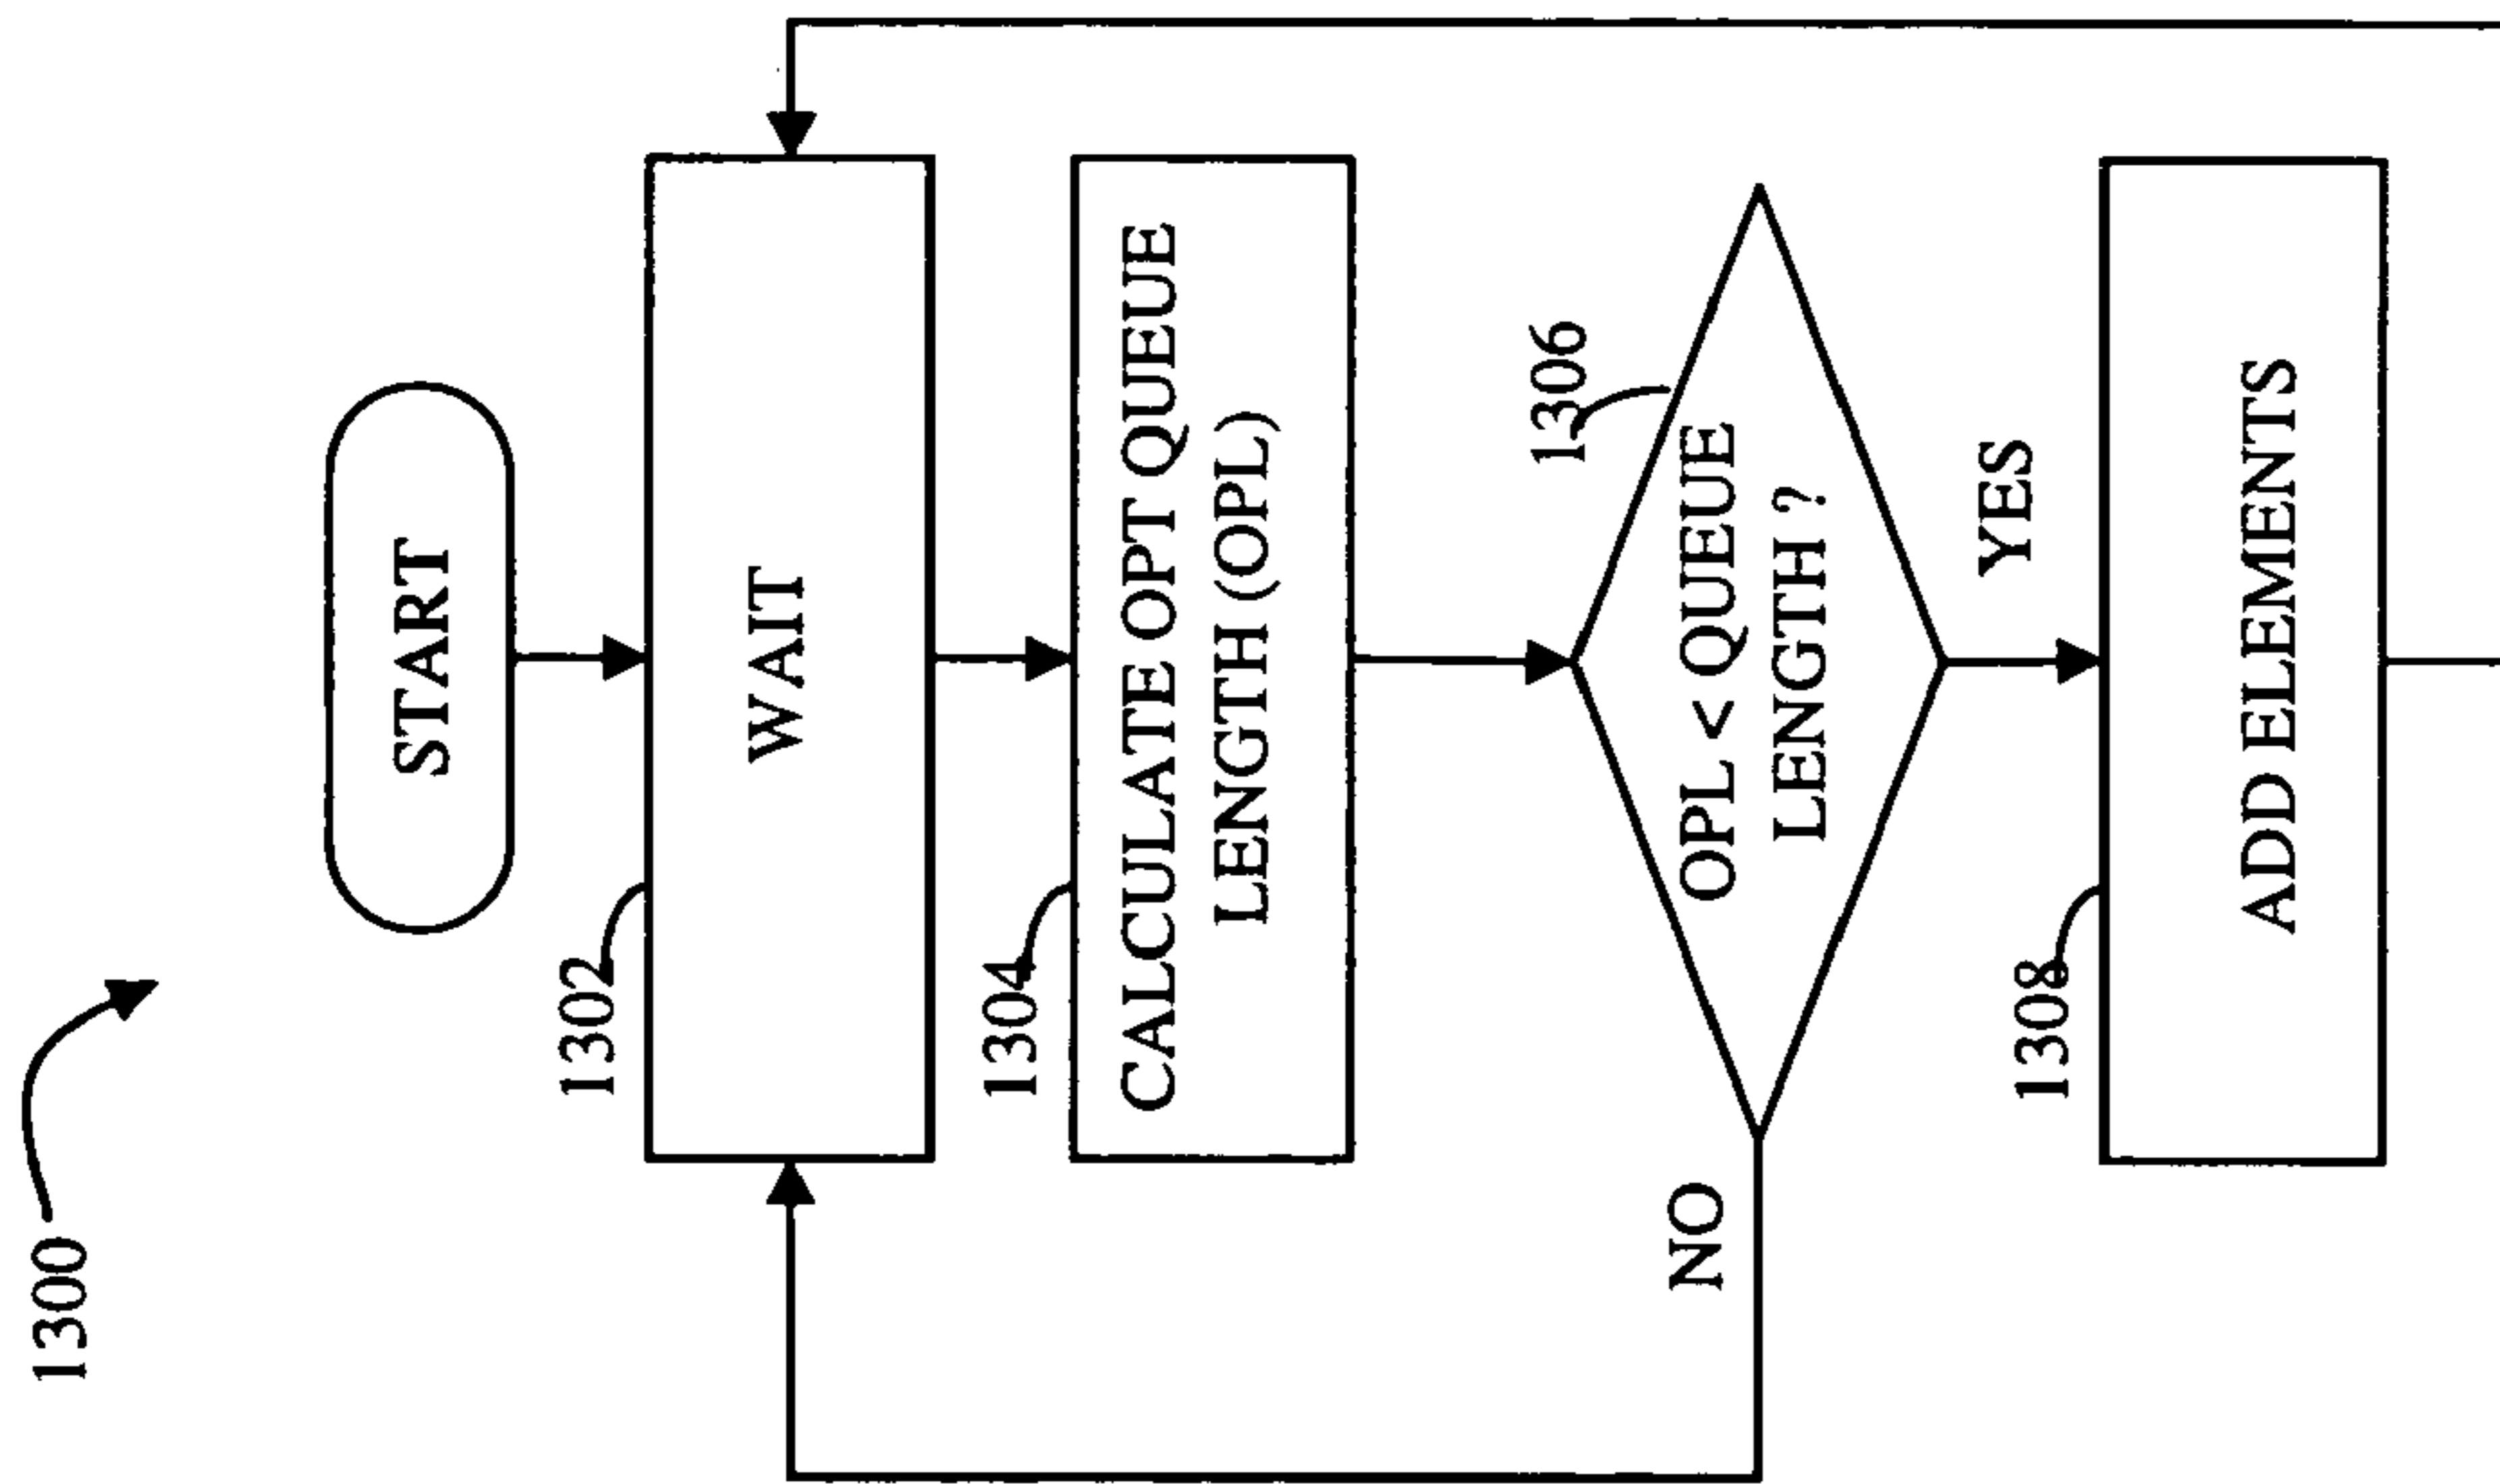 1300
START
1302
WAIT
1304
CALCULATE OPT QUEUE
LENGTH (OPL)
1306
OPL < QUEUE
LENGTH ?
NO
YES
1308
ADD ELEMENTS